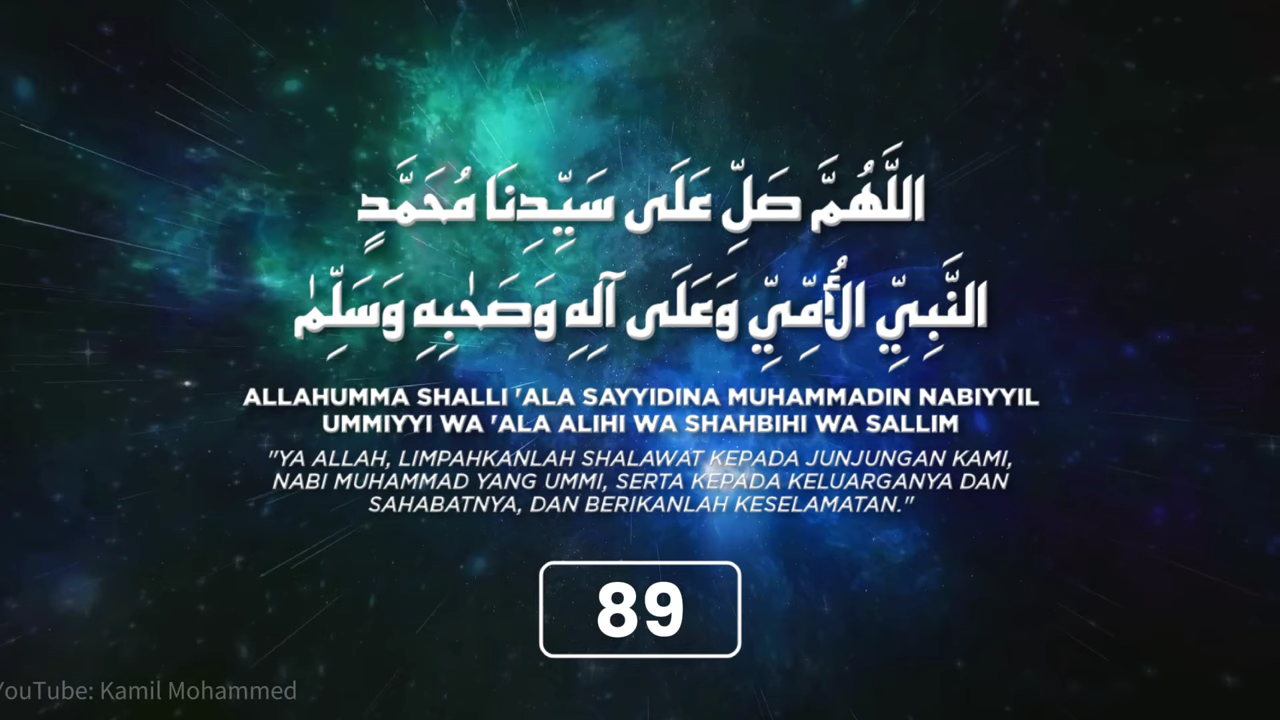 اللَّهُمَّ صَلِّ عَلَى سَيِّدِنَا مُحَمَّدٍ
النَّبِيِّ الأُمِّيِّ وَعَلَى آلِهِ وَصَحْبِهِ وَسَلِّمْ
ALLAHUMMA SHALLI 'ALA SAYYIDINA MUHAMMADIN NABIYYIL
UMMIYYI WA 'ALA ALIHI WA SHAHBIHI WA SALLIM
"YA ALLAH, LIMPAHKANLAH SHALAWAT KEPADA JUNJUNGAN KAMI,
NABI MUHAMMAD YANG UMMI, SERTA KEPADA KELUARGANYA DAN
SAHABATNYA, DAN BERIKANLAH KESELAMATAN."
89
YouTube: Kamil Mohammed